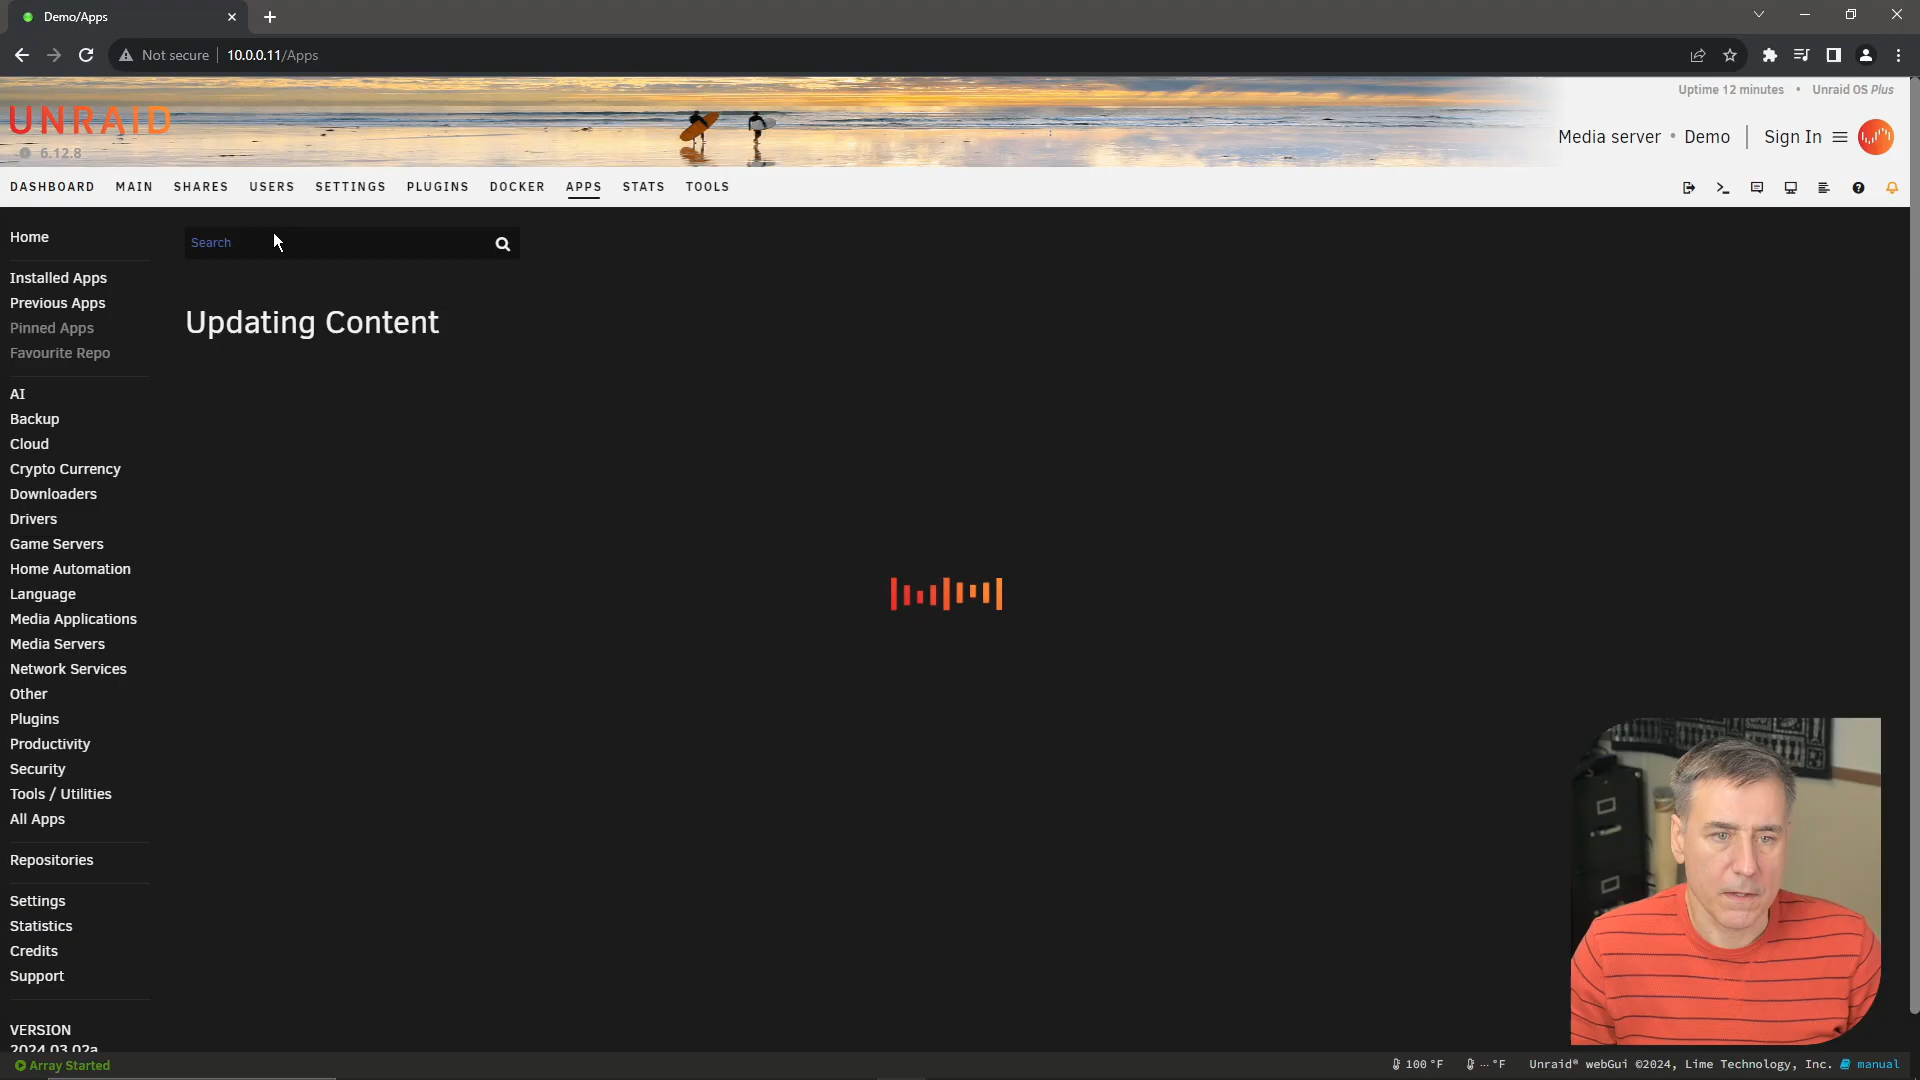 Demo/Apps
Not secure 10.0.0.11/Apps
Uptime 12 minutes • Unraid OS Plus
UNRAID
6.12.8
Media server • Demo Sign In
DASHBOARD MAIN SHARES USERS SETTINGS PLUGINS DOCKER APPS STATS TOOLS
Home
Search
Installed Apps
Previous Apps
Pinned Apps
Favourite Repo
Updating Content
AI
Backup
Cloud
Crypto Currency
Downloaders
Drivers
Game Servers
Home Automation
Language
Media Applications
Media Servers
Network Services
Other
Plugins
Productivity
Security
Tools / Utilities
All Apps
Repositories
Settings
Statistics
Credits
Support
VERSION
2024.03.02a
Array Started
100 °F -- °F Unraid® webGui ©2024, Lime Technology, Inc. manual